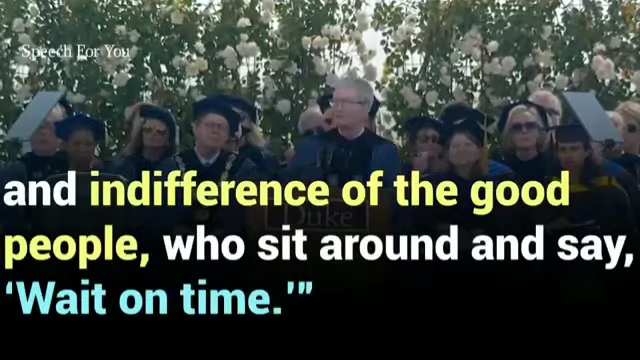 Speech For You
and indifference of the good
Duke
people, who sit around and say,
‘Wait on time.’”